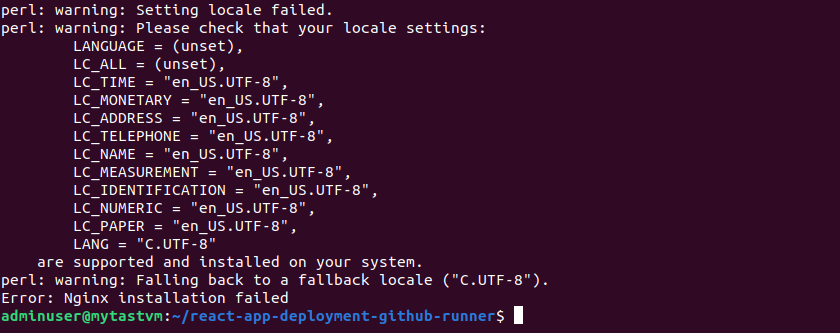 perl: warning: Setting locale failed.
perl: warning: Please check that your locale settings:
        LANGUAGE = (unset),
        LC_ALL = (unset),
        LC_TIME = "en_US.UTF-8",
        LC_MONETARY = "en_US.UTF-8",
        LC_ADDRESS = "en_US.UTF-8",
        LC_TELEPHONE = "en_US.UTF-8",
        LC_NAME = "en_US.UTF-8",
        LC_MEASUREMENT = "en_US.UTF-8",
        LC_IDENTIFICATION = "en_US.UTF-8",
        LC_NUMERIC = "en_US.UTF-8",
        LC_PAPER = "en_US.UTF-8",
        LANG = "C.UTF-8"
    are supported and installed on your system.
perl: warning: Falling back to a fallback locale ("C.UTF-8").
Error: Nginx installation failed
adminuser@mytastvm:~/react-app-deployment-github-runner$